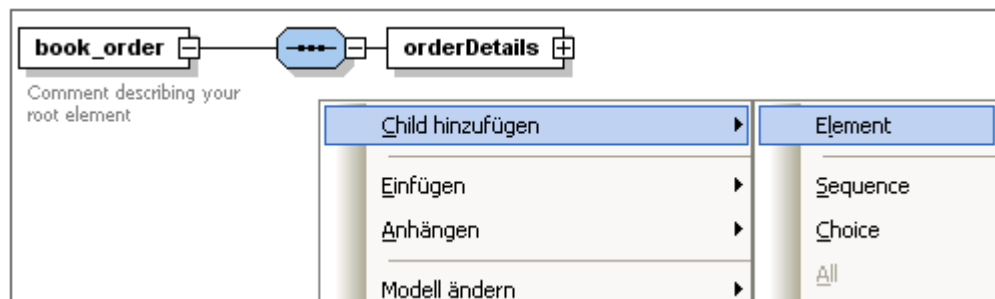 book_order
orderDetails
Comment describing your
root element
Child hinzufügen
Element
Einfügen
Sequence
Anhängen
Choice
All
Modell ändern